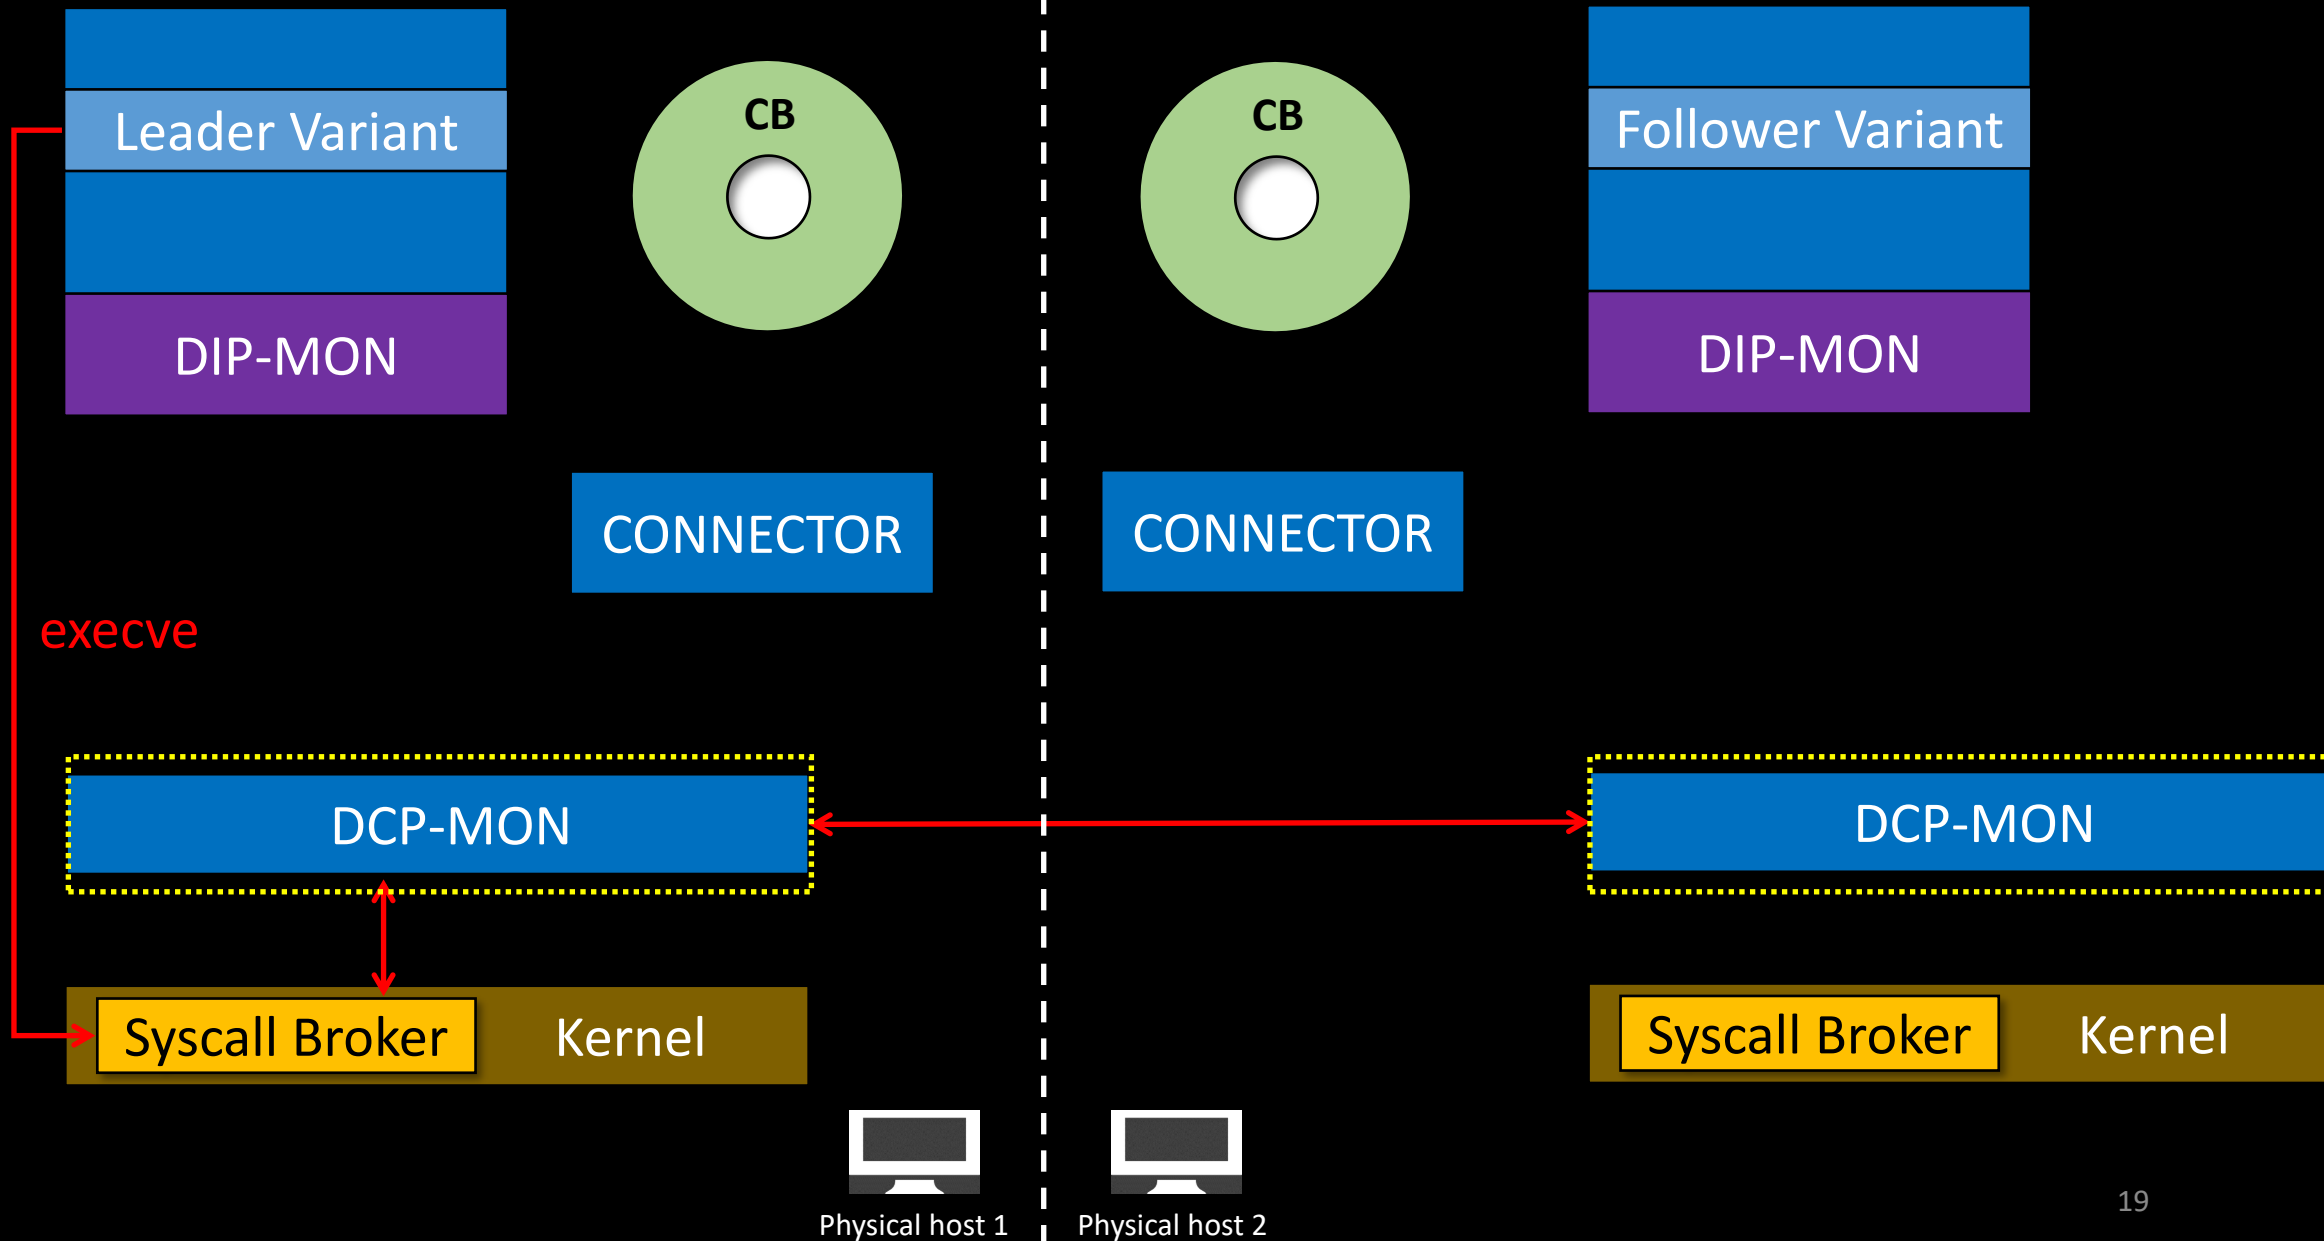 Leader Variant
DIP-MON
CB
CONNECTOR
execve
DCP-MON
Syscall Broker
Kernel
Physical host 1
CB
Follower Variant
DIP-MON
CONNECTOR
DCP-MON
Syscall Broker
Kernel
Physical host 2
19